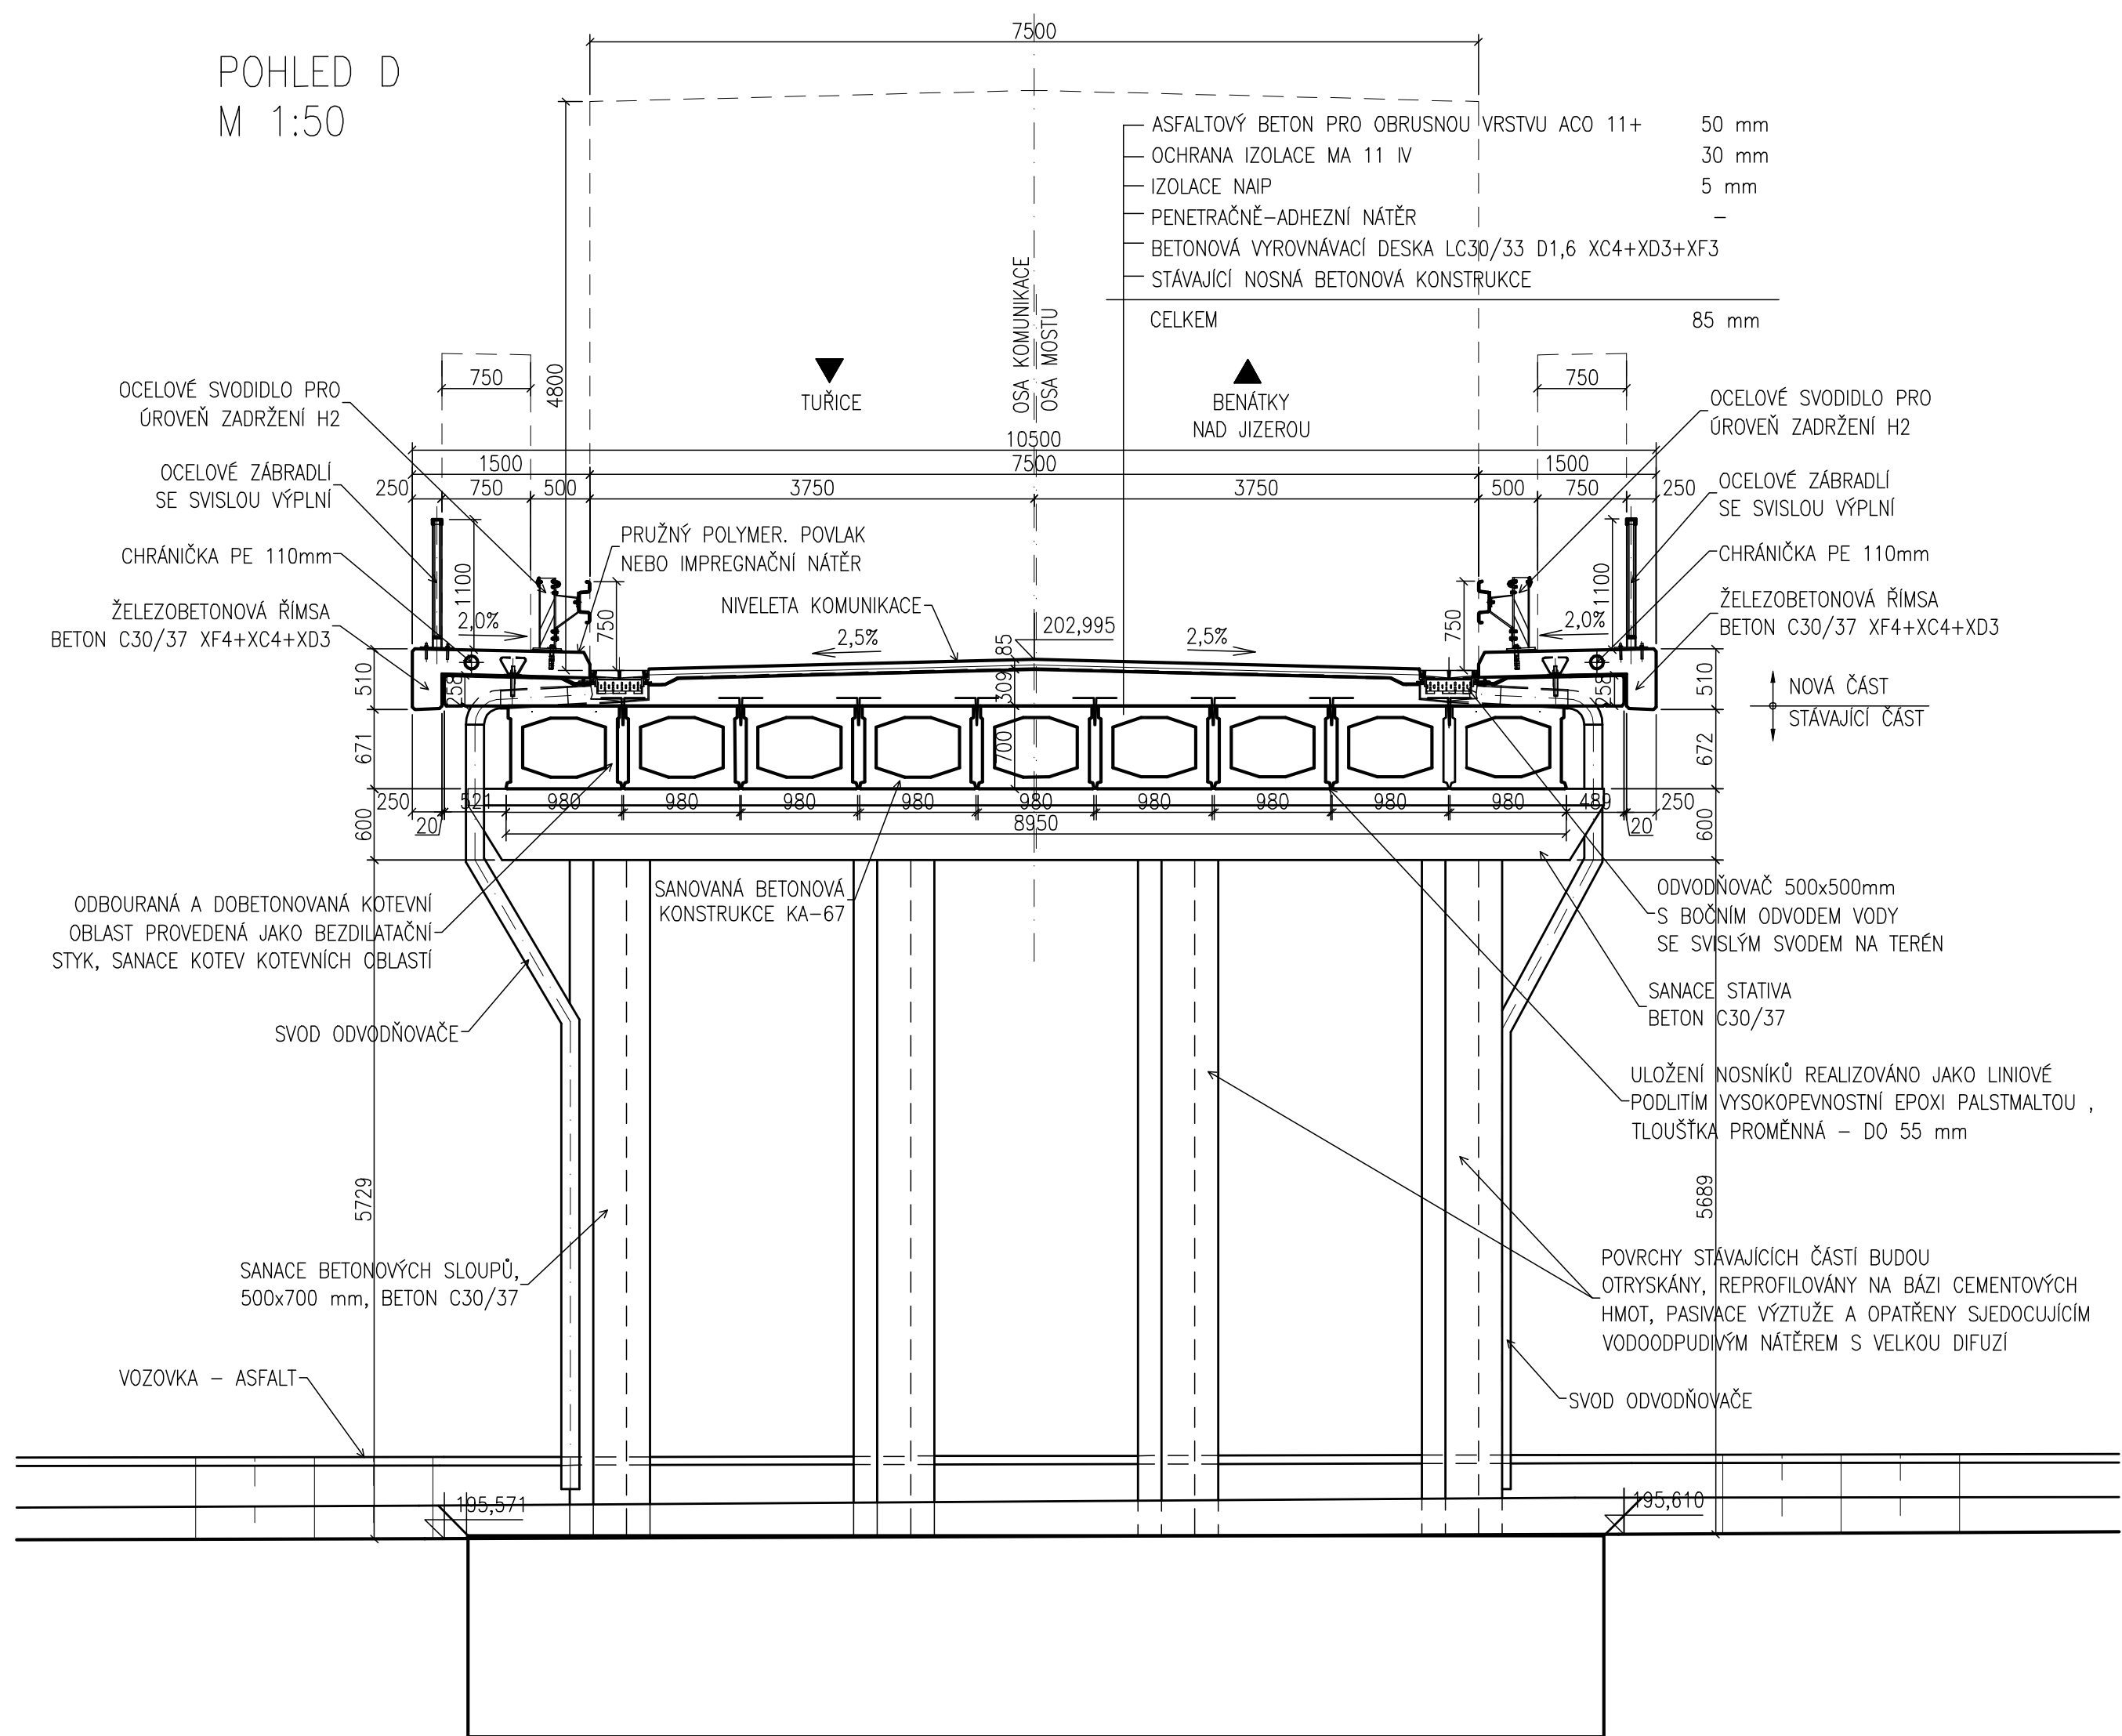 7500
POHLED D
M 1:50
ASFALTOVÝ BETON PRO OBRUSNOU VRSTVU ACO 11+ 50 mm
OCHRANA IZOLACE MA 11 IV 30 mm
IZOLACE NAIP 5 mm
PENETRAČNĚ-ADHEZNÍ NÁTĚR -
BETONOVÁ VYROVNÁVACÍ DESKA LC30/33 D1,6 XC4+XD3+XF3
STÁVAJÍCÍ NOSNÁ BETONOVÁ KONSTRUKCE
CELKEM 85 mm
OSA KOMUNIKACE
OSA MOSTU
4800
750
750
TUŘICE
BENÁTKY
NAD JIZEROU
OCELOVÉ SVODIDLO PRO
ÚROVEŇ ZADRŽENÍ H2
OCELOVÉ SVODIDLO PRO
ÚROVEŇ ZADRŽENÍ H2
10500
1500 7500 1500
250 750 500 3750 3750 500 750 250
OCELOVÉ ZÁBRADLÍ
SE SVISLOU VÝPLNÍ
OCELOVÉ ZÁBRADLÍ
SE SVISLOU VÝPLNÍ
CHRÁNIČKA PE 110mm
CHRÁNIČKA PE 110mm
PRUŽNÝ POLYMER. POVLAK
NEBO IMPREGNAČNÍ NÁTĚR
1100
1100
ŽELEZOBETONOVÁ ŘÍMSA
BETON C30/37 XF4+XC4+XD3
ŽELEZOBETONOVÁ ŘÍMSA
BETON C30/37 XF4+XC4+XD3
2,0%
750
NIVELETA KOMUNIKACE
2,5%
85
202,995
2,5%
750
2,0%
510
258
309
258
510
NOVÁ ČÁST
STÁVAJÍCÍ ČÁST
671
700
672
250 521 980 980 980 980 980 980 980 980 980 489 250
20 8950 20
600
600
SANOVANÁ BETONOVÁ
KONSTRUKCE KA-67
ODBOURANÁ A DOBETONOVANÁ KOTEVNÍ
OBLAST PROVEDENÁ JAKO BEZDILATAČNÍ
STYK, SANACE KOTEV KOTEVNÍCH OBLASTÍ
ODVODŇOVAČ 500x500mm
S BOČNÍM ODVODEM VODY
SE SVISLÝM SVODEM NA TERÉN
SVOD ODVODŇOVAČE
SANACE STATIVA
BETON C30/37
ULOŽENÍ NOSNÍKŮ REALIZOVÁNO JAKO LINIOVÉ
PODLITÍM VYSOKOPEVNOSTNÍ EPOXI PALSTMALTOU ,
TLOUŠŤKA PROMĚNNÁ - DO 55 mm
5729
5689
SANACE BETONOVÝCH SLOUPŮ,
500x700 mm, BETON C30/37
POVRCHY STÁVAJÍCÍCH ČÁSTÍ BUDOU
OTRYSKÁNY, REPROFILOVÁNY NA BÁZI CEMENTOVÝCH
HMOT, PASIVACE VÝZTUŽE A OPATŘENY SJEDOCUJÍCÍM
VODOODPUDIVÝM NÁTĚREM S VELKOU DIFUZÍ
VOZOVKA - ASFALT
SVOD ODVODŇOVAČE
195,571
195,610